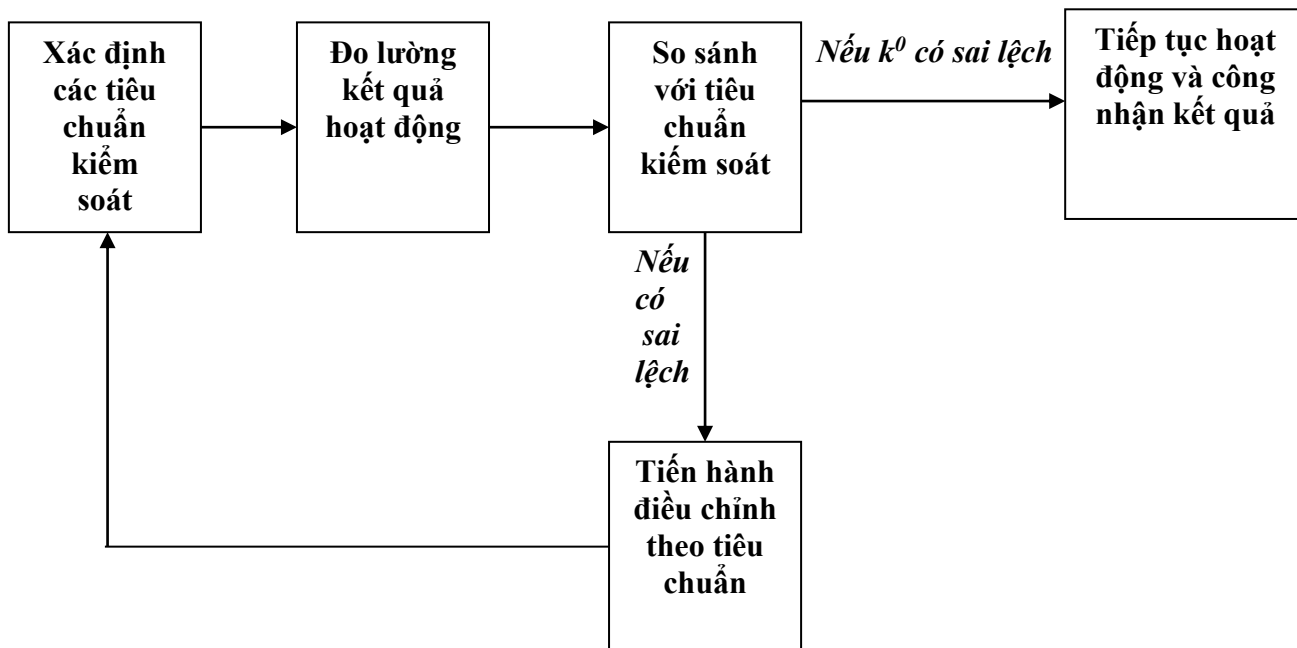 Xác định
các tiêu
chuẩn
kiểm
soát
Đo lường
kết quả
hoạt động
So sánh
với tiêu
chuẩn
kiếm soát
Nếu k⁰ có sai lệch
Tiếp tục hoạt
động và công
nhận kết quả
Nếu
có
sai
lệch
Tiến hành
điều chỉnh
theo tiêu
chuẩn